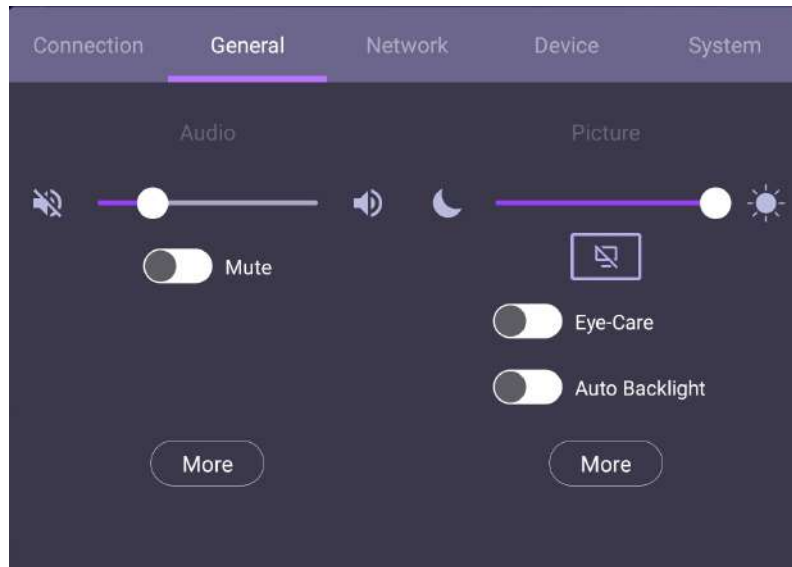 Connection General Network Device System
Audio Picture
Mute
Eye-Care
Auto Backlight
More More